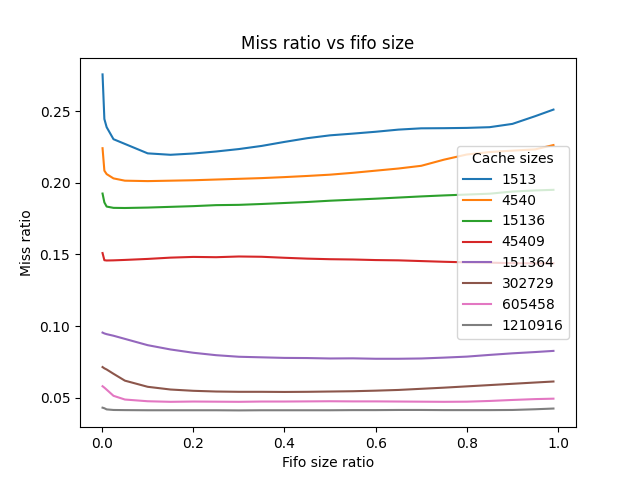 Miss ratio vs fifo size
Miss ratio
0.25
0.20
0.15
0.10
0.05
Cache sizes
1513
4540
15136
45409
151364
302729
605458
1210916
0.0 0.2 0.4 0.6 0.8 1.0
Fifo size ratio